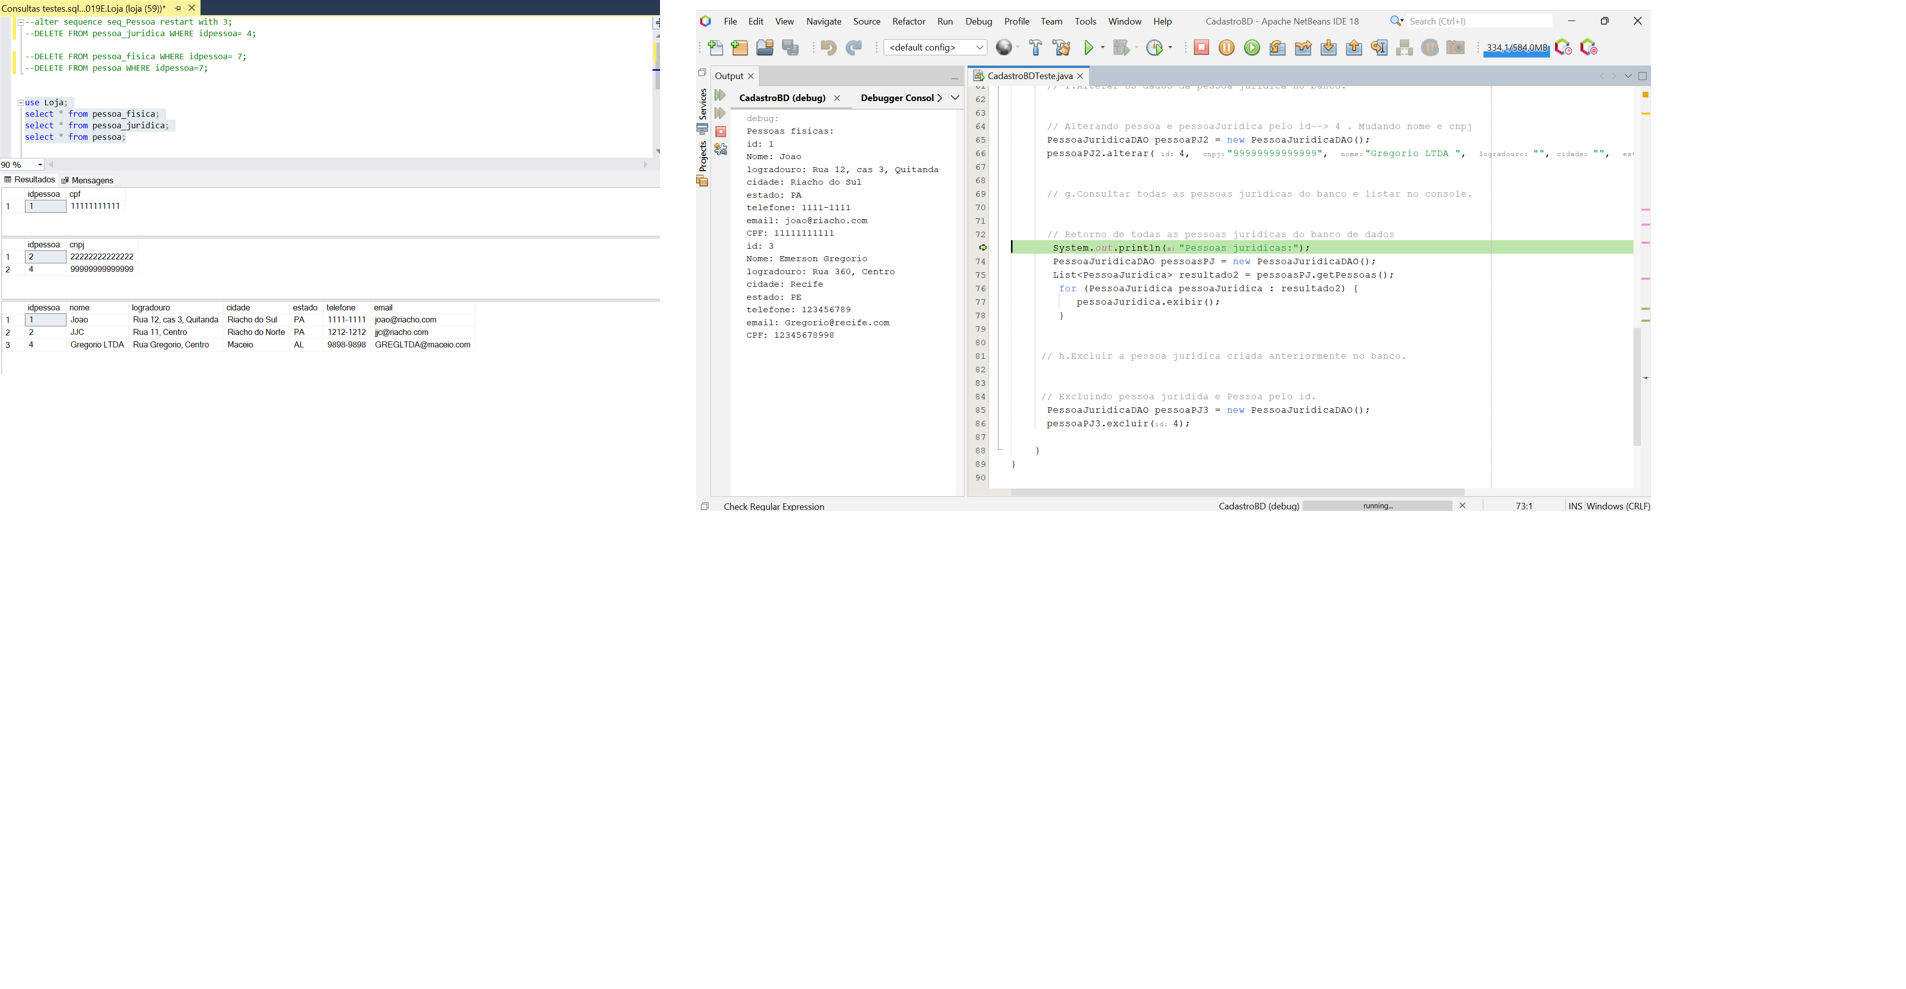 Consultas testes.sql...019E.Loja (loja (59))*
--alter sequence seq_Pessoa restart with 3;
--DELETE FROM pessoa_juridica WHERE idpessoa= 4;
--DELETE FROM pessoa_fisica WHERE idpessoa= 7;
--DELETE FROM pessoa WHERE idpessoa=7;
use Loja;
select * from pessoa_fisica;
select * from pessoa_juridica;
select * from pessoa;
90 %
Resultados Mensagens
idpessoa cpf
1 1 11111111111
idpessoa cnpj
1 2 22222222222222
2 4 99999999999999
idpessoa nome logradouro cidade estado telefone email
1 1 Joao Rua 12, cas 3, Quitanda Riacho do Sul PA 1111-1111 joao@riacho.com
2 2 JJC Rua 11, Centro Riacho do Norte PA 1212-1212 jjc@riacho.com
3 4 Gregorio LTDA Rua Gregorio, Centro Maceio AL 9898-9898 GREGLTDA@maceio.com
File Edit View Navigate Source Refactor Run Debug Profile Team Tools Window Help
CadastroBD - Apache NetBeans IDE 18
Search (Ctrl+I)
<default config>
334,1/584,0MB
Services
Projects
Output
CadastroBD (debug) Debugger Consol
debug:
Pessoas fisicas:
id: 1
Nome: Joao
logradouro: Rua 12, cas 3, Quitanda
cidade: Riacho do Sul
estado: PA
telefone: 1111-1111
email: joao@riacho.com
CPF: 11111111111
id: 3
Nome: Emerson Gregorio
logradouro: Rua 360, Centro
cidade: Recife
estado: PE
telefone: 123456789
email: Gregorio@recife.com
CPF: 12345678998
CadastroBDTeste.java
61 // f.Alterar os dados da pessoa juridica no banco.
62
63
64 // Alterando pessoa e pessoaJuridica pelo id--> 4 . Mudando nome e cnpj
65 PessoaJuridicaDAO pessoaPJ2 = new PessoaJuridicaDAO();
66 pessoaPJ2.alterar( id: 4, cnpj: "99999999999999", nome: "Gregorio LTDA ", logradouro: "", cidade: "", est
67
68
69 // g.Consultar todas as pessoas jurídicas do banco e listar no console.
70
71
72 // Retorno de todas as pessoas juridicas do banco de dados
System.out.println(x: "Pessoas juridicas:");
74 PessoaJuridicaDAO pessoasPJ = new PessoaJuridicaDAO();
75 List<PessoaJuridica> resultado2 = pessoasPJ.getPessoas();
76 for (PessoaJuridica pessoaJuridica : resultado2) {
77 pessoaJuridica.exibir();
78 }
79
80
81 // h.Excluir a pessoa jurídica criada anteriormente no banco.
82
83
84 // Excluindo pessoa juridida e Pessoa pelo id.
85 PessoaJuridicaDAO pessoaPJ3 = new PessoaJuridicaDAO();
86 pessoaPJ3.excluir(id: 4);
87
88 }
89 }
90
Check Regular Expression
CadastroBD (debug) running... 73:1 INS Windows (CRLF)